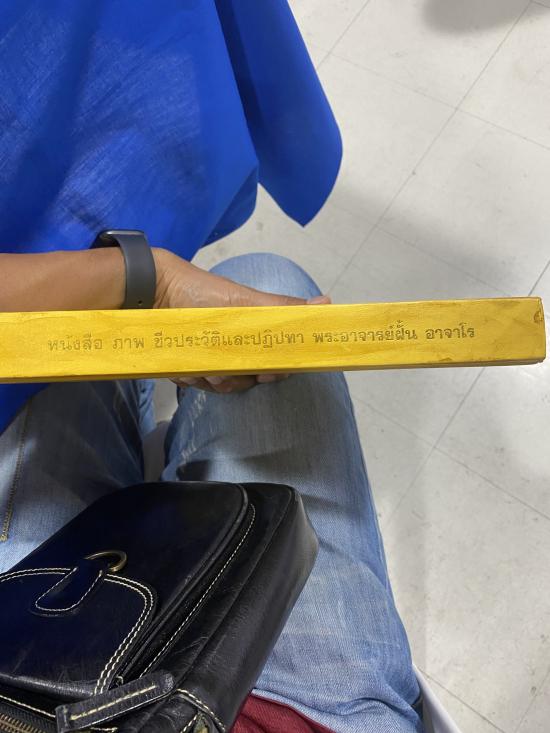 หนังสือ ภาพ ชีวประวัติและปฏิปทา พระอาจารย์ฝั้น อาจาโร